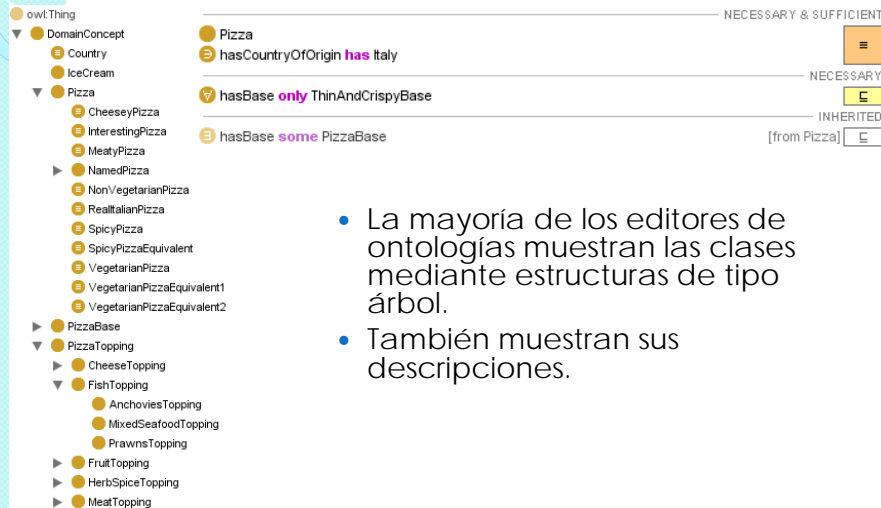 owl:Thing
DomainConcept
Country
IceCream
Pizza
CheeseyPizza
InterestingPizza
MeatyPizza
NamedPizza
NonVegetarianPizza
RealItalianPizza
SpicyPizza
SpicyPizzaEquivalent
VegetarianPizza
VegetarianPizzaEquivalent1
VegetarianPizzaEquivalent2
PizzaBase
PizzaTopping
CheeseTopping
FishTopping
AnchoviesTopping
MixedSeafoodTopping
PrawnsTopping
FruitTopping
HerbSpiceTopping
MeatTopping
NECESSARY & SUFFICIENT
Pizza
∋ hasCountryOfOrigin has Italy
≡
NECESSARY
∀ hasBase only ThinAndCrispyBase
⊑
INHERITED
∃ hasBase some PizzaBase
[from Pizza] ⊑
• La mayoría de los editores de
ontologías muestran las clases
mediante estructuras de tipo
árbol.
• También muestran sus
descripciones.